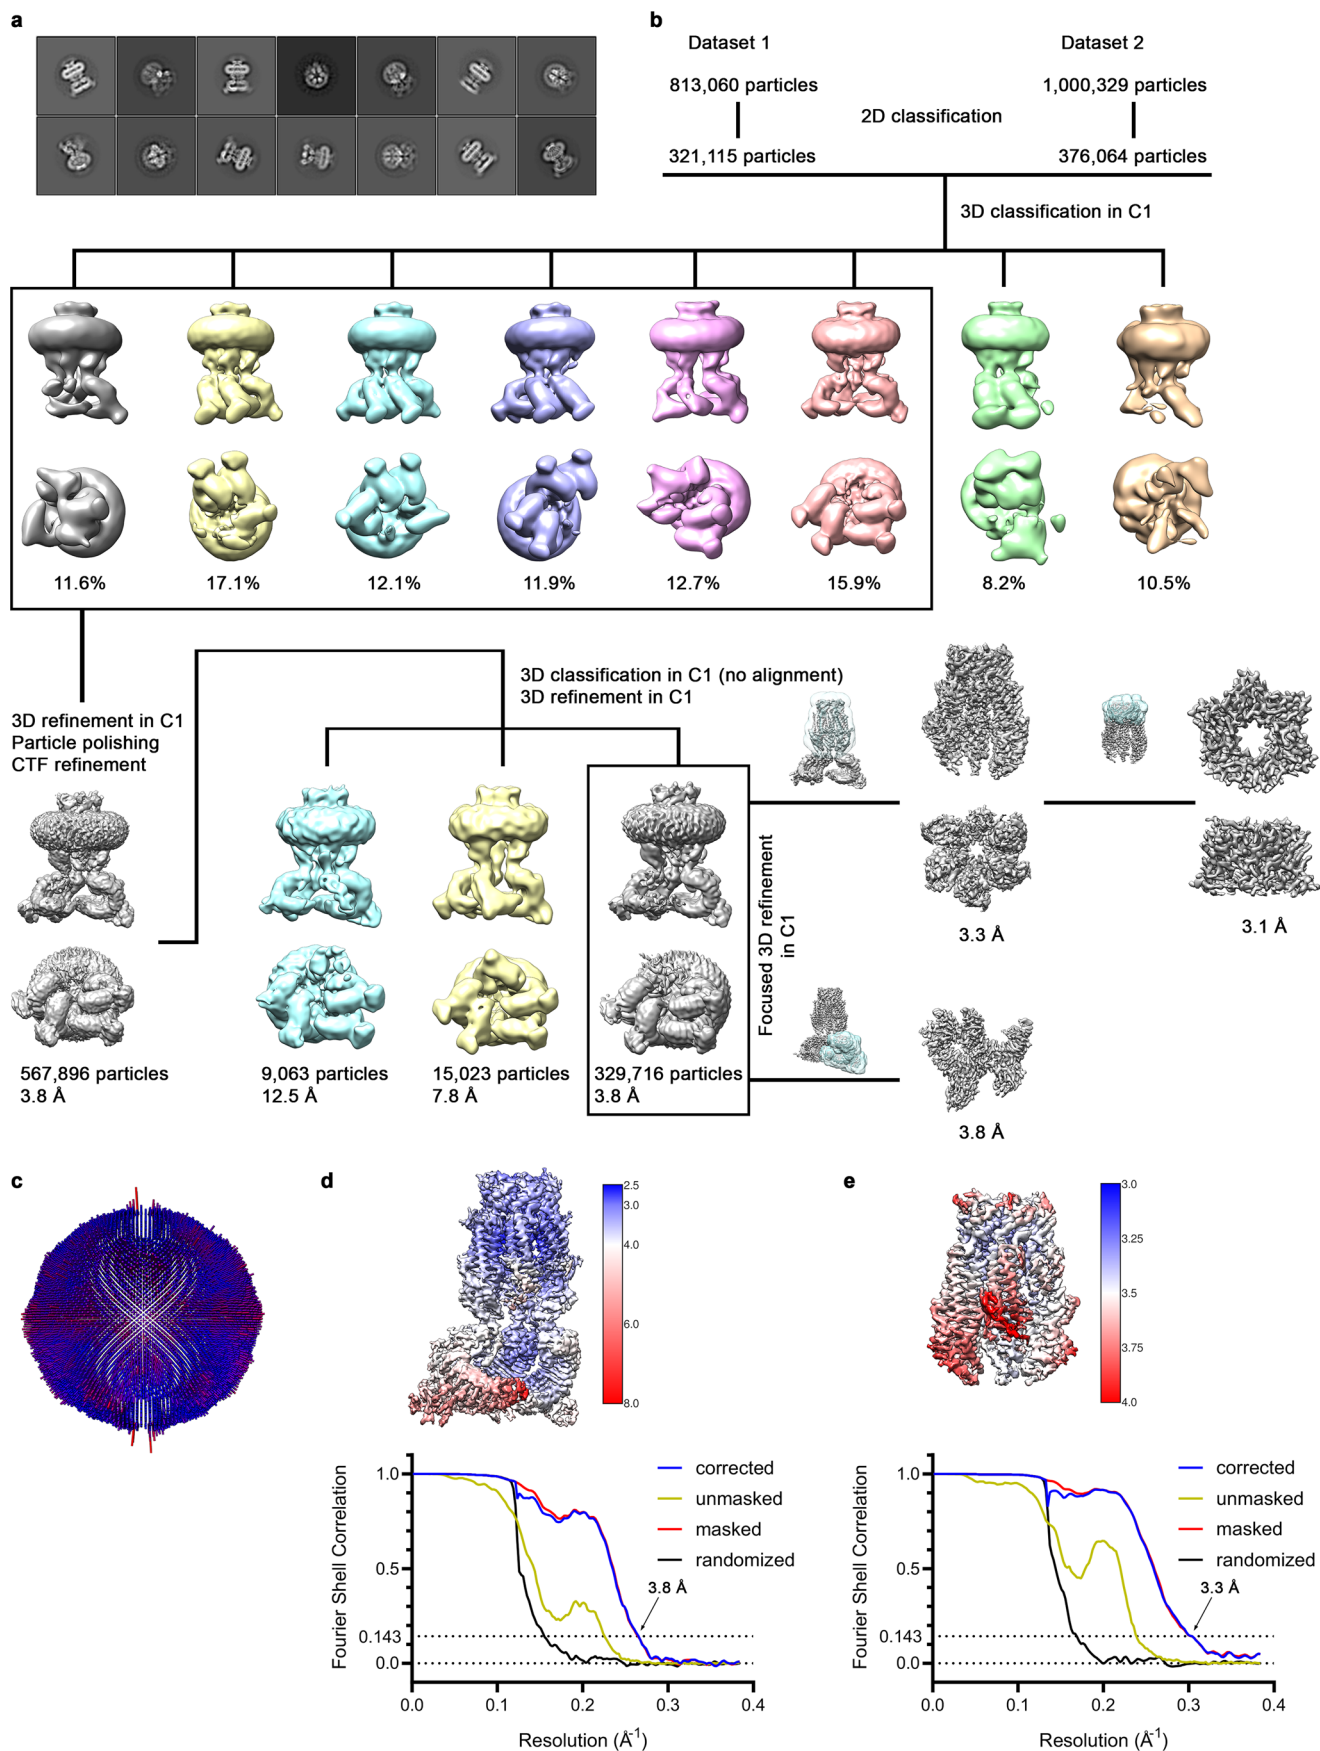 a
b
Dataset 1
Dataset 2
813,060 particles
1,000,329 particles
2D classification
321,115 particles
376,064 particles
3D classification in C1
11.6%
17.1%
12.1%
11.9%
12.7%
15.9%
8.2%
10.5%
3D classification in C1 (no alignment)
3D refinement in C1
3D refinement in C1
Particle polishing
CTF refinement
Focused 3D refinement
in C1
3.3 Å
3.1 Å
567,896 particles
3.8 Å
9,063 particles
12.5 Å
15,023 particles
7.8 Å
329,716 particles
3.8 Å
3.8 Å
c
d
2.5
3.0
4.0
6.0
8.0
e
3.0
3.25
3.5
3.75
4.0
Fourier Shell Correlation
1.0
0.5
0.143
0.0
corrected
unmasked
masked
randomized
3.8 Å
0.0
0.1
0.2
0.3
0.4
Resolution (Å-1)
Fourier Shell Correlation
1.0
0.5
0.143
0.0
corrected
unmasked
masked
randomized
3.3 Å
0.0
0.1
0.2
0.3
0.4
Resolution (Å-1)